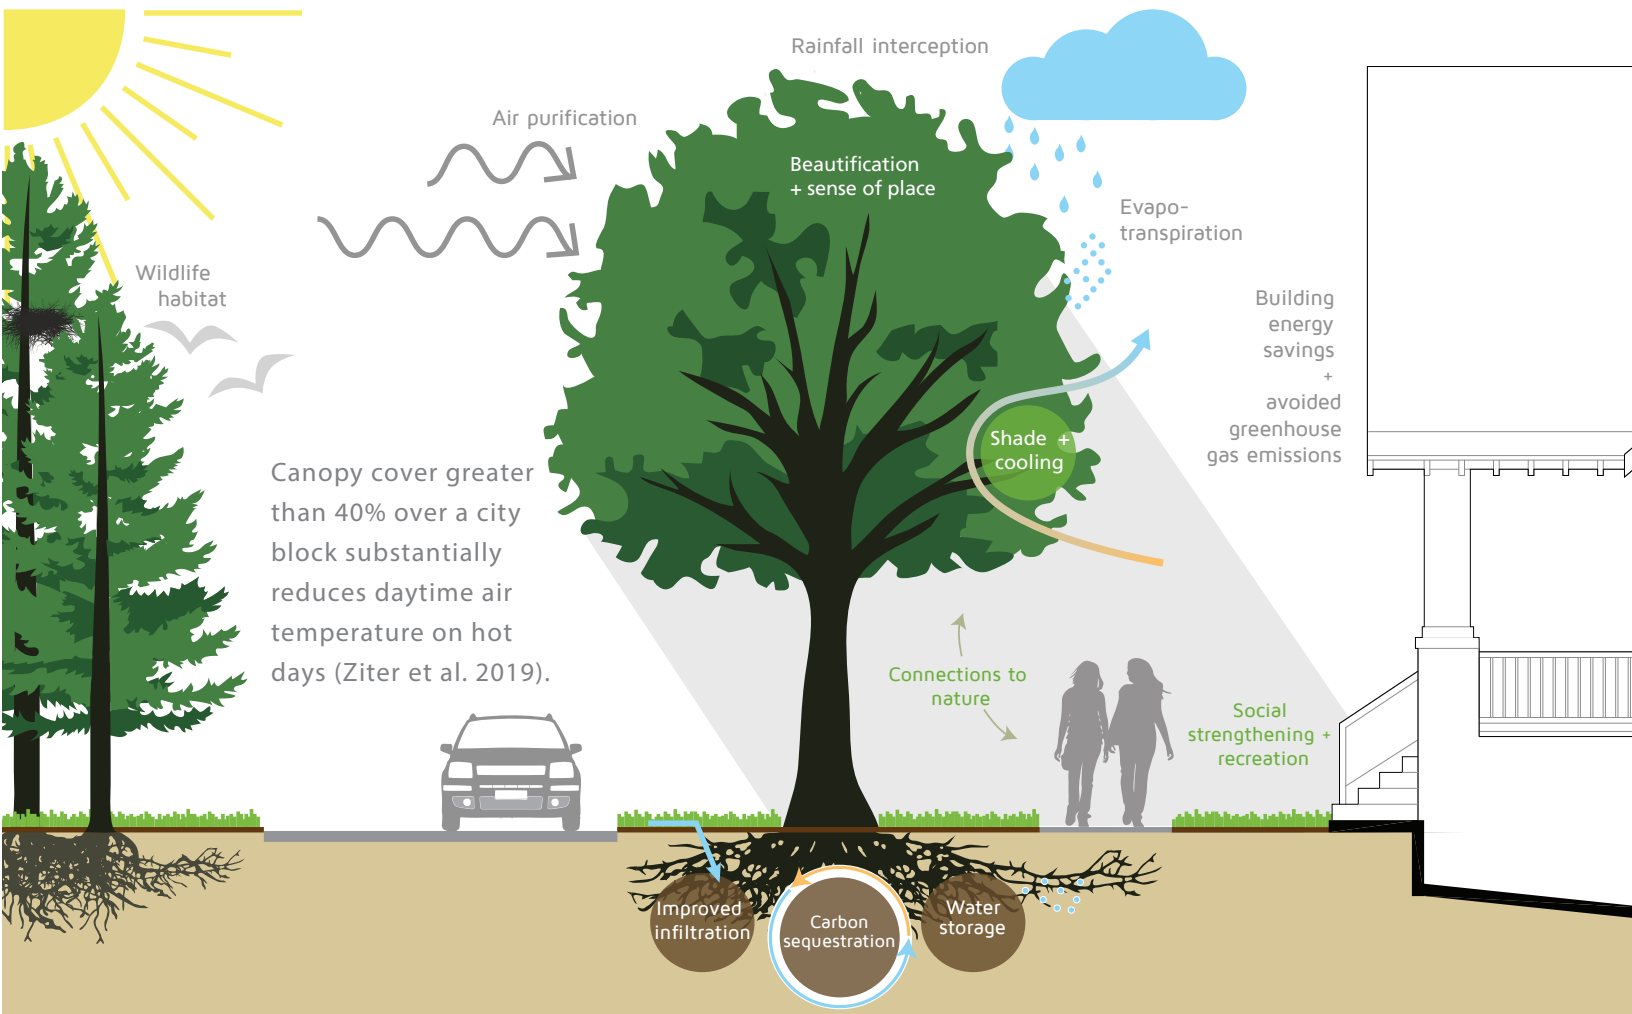 Rainfall interception
Air purification
Beautification
+ sense of place
Evapo-
transpiration
Wildlife
habitat
Building
energy
savings
+
avoided
greenhouse
gas emissions
Shade +
cooling
Canopy cover greater
than 40% over a city
block substantially
reduces daytime air
temperature on hot
days (Ziter et al. 2019).
Connections to
nature
Social
strengthening +
recreation
Improved
infiltration
Carbon
sequestration
Water
storage